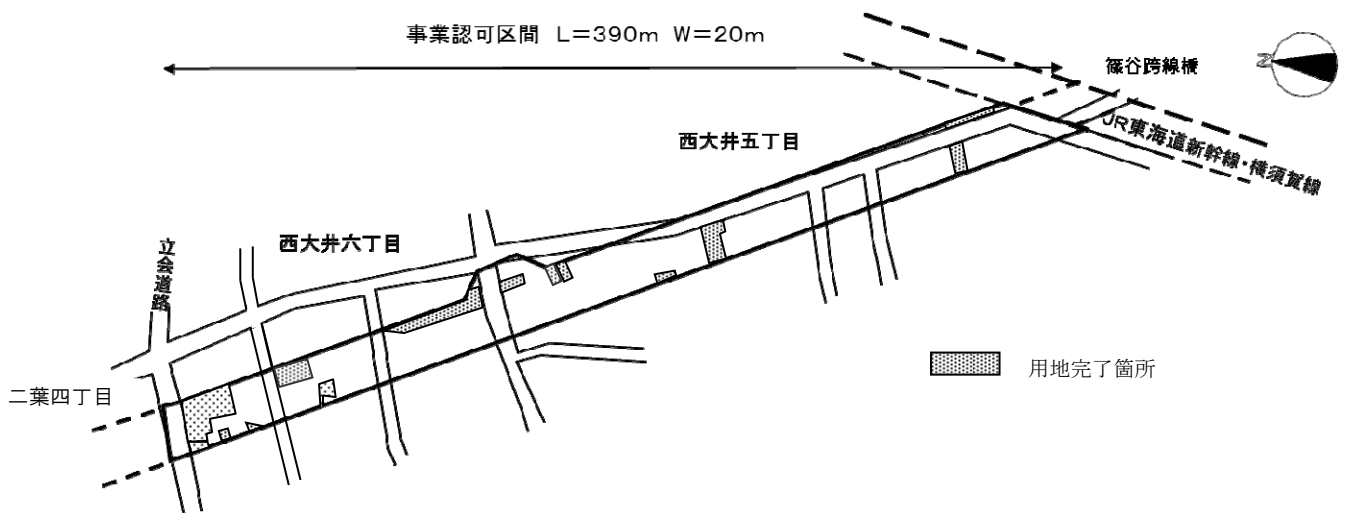 事業認可区間 L=390m W=20m
篠谷跨線橋
N
JR東海道新幹線・横須賀線
西大井五丁目
西大井六丁目
立会道路
二葉四丁目
用地完了箇所